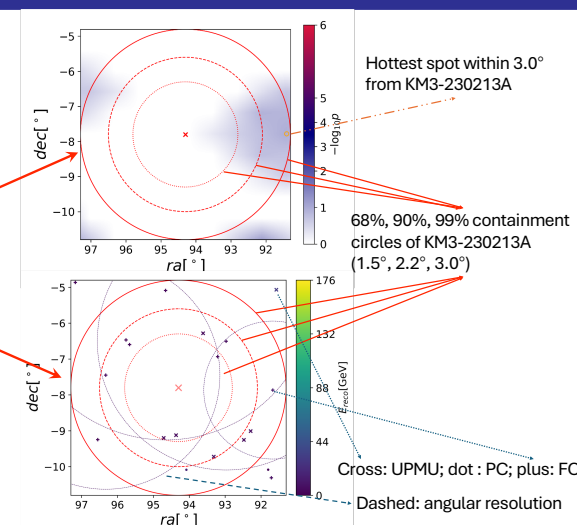 −5
−6
−7
−8
−9
−10
dec[°]
97
96
95
94
93
92
ra[°]
6
5
4
3
2
1
0
−log10p
Hottest spot within 3.0°
from KM3-230213A
68%, 90%, 99% containment
circles of KM3-230213A
(1.5°, 2.2°, 3.0°)
−5
−6
−7
−8
−9
−10
dec[°]
97
96
95
94
93
92
ra[°]
176
132
88
44
0
Ereco[GeV]
Cross: UPMU; dot : PC; plus: FC
Dashed: angular resolution